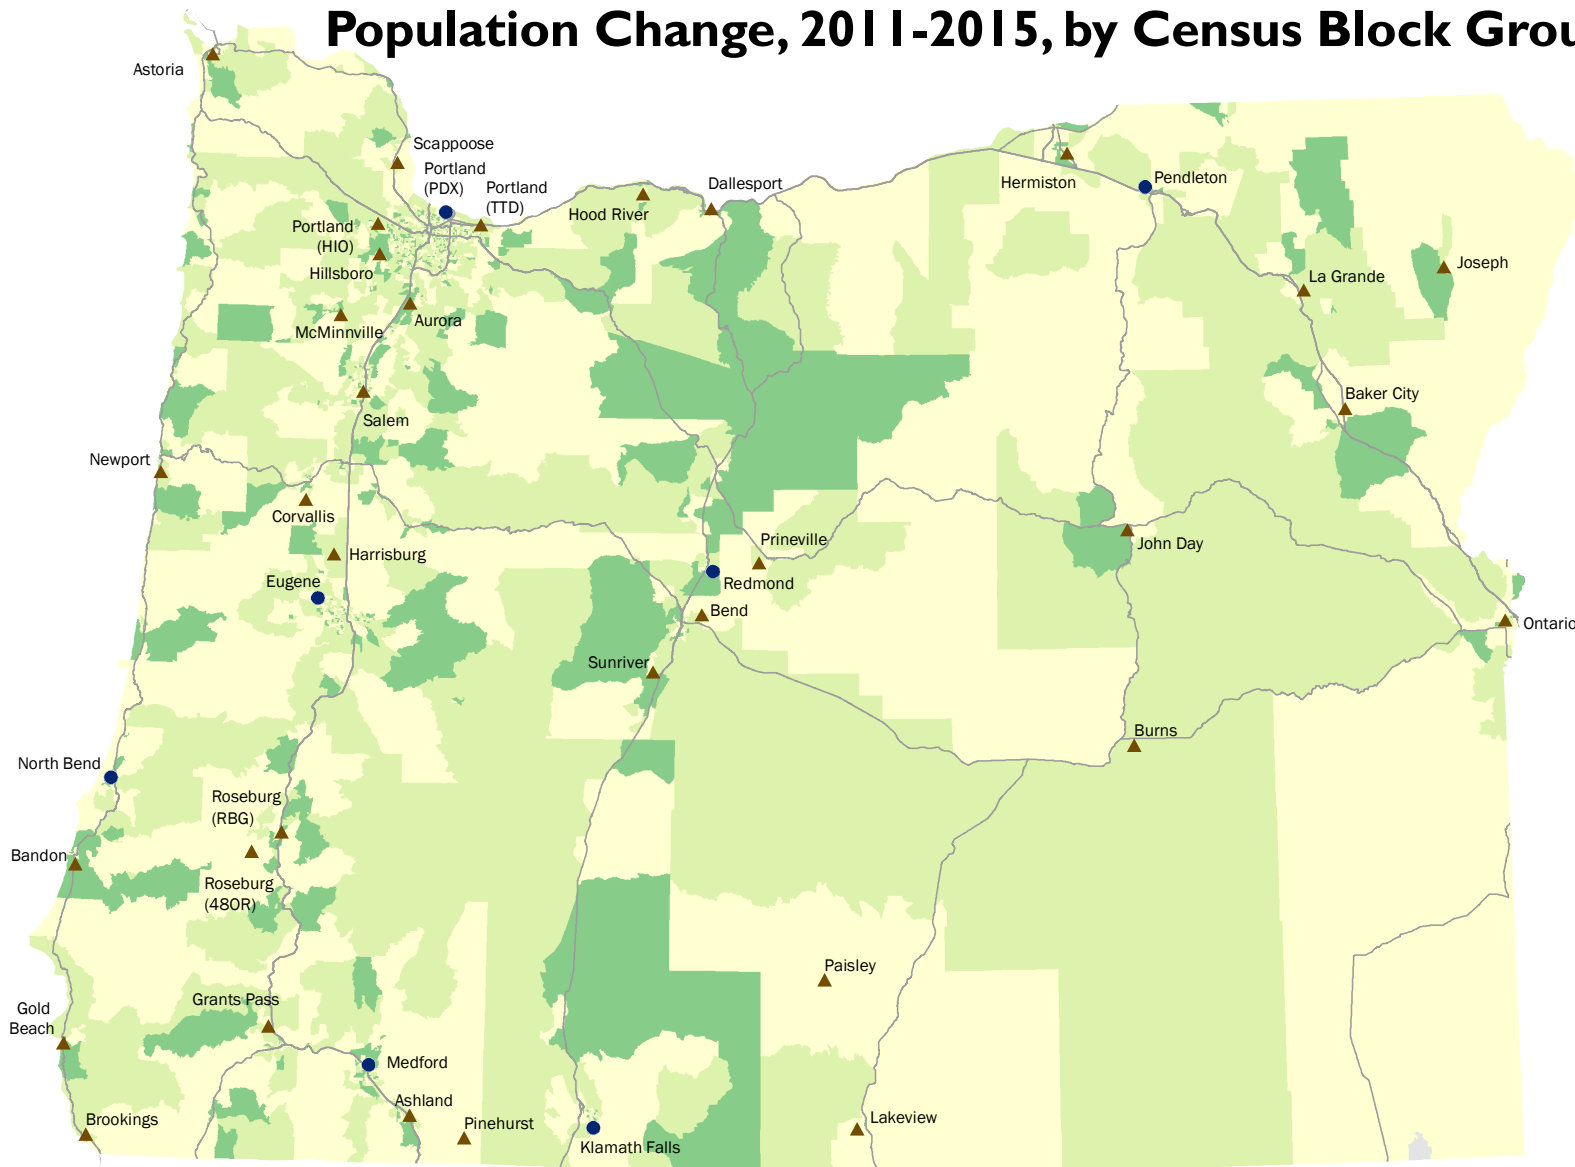 Population Change, 2011-2015, by Census Block Grou
Astoria
Scappoose
Portland
(PDX)
Portland
(TTD)
Dallesport
Hood River
Hermiston
Pendleton
Portland
(HIO)
Hillsboro
La Grande
Joseph
McMinnville
Aurora
Salem
Baker City
Newport
Corvallis
Harrisburg
Prineville
John Day
Eugene
Redmond
Bend
Ontario
Sunriver
Burns
North Bend
Roseburg
(RBG)
Bandon
Roseburg
(48OR)
Paisley
Grants Pass
Gold
Beach
Medford
Ashland
Brookings
Pinehurst
Klamath Falls
Lakeview